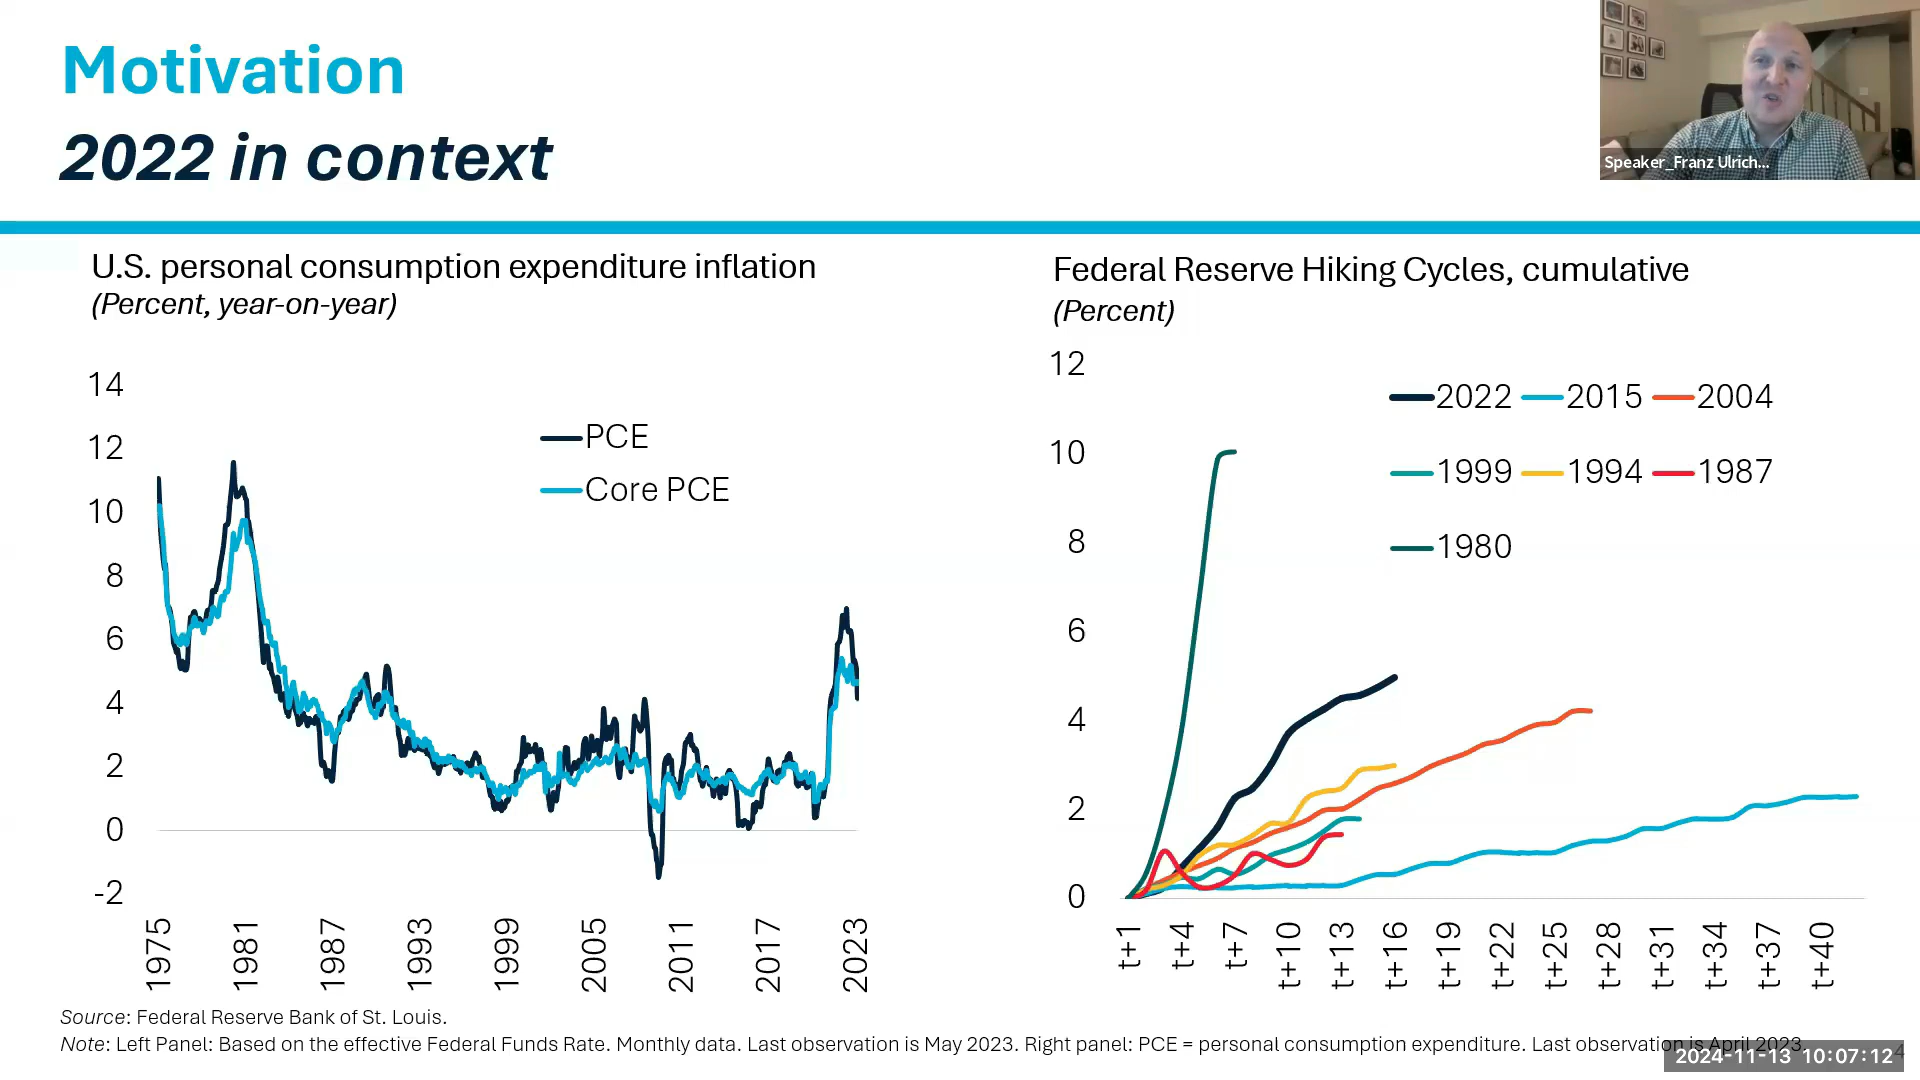 Motivation
2022 in context
Speaker_Franz Ulrich...
U.S. personal consumption expenditure inflation
(Percent, year-on-year)
14
12
10
8
6
4
2
0
-2
PCE
Core PCE
1975
1981
1987
1993
1999
2005
2011
2017
2023
Federal Reserve Hiking Cycles, cumulative
(Percent)
12
10
8
6
4
2
0
2022 2015 2004
1999 1994 1987
1980
t+1
t+4
t+7
t+10
t+13
t+16
t+19
t+22
t+25
t+28
t+31
t+34
t+37
t+40
Source: Federal Reserve Bank of St. Louis.
Note: Left Panel: Based on the effective Federal Funds Rate. Monthly data. Last observation is May 2023. Right panel: PCE = personal consumption expenditure. Last observation is April 2023.
2024-11-13 10:07:12
4